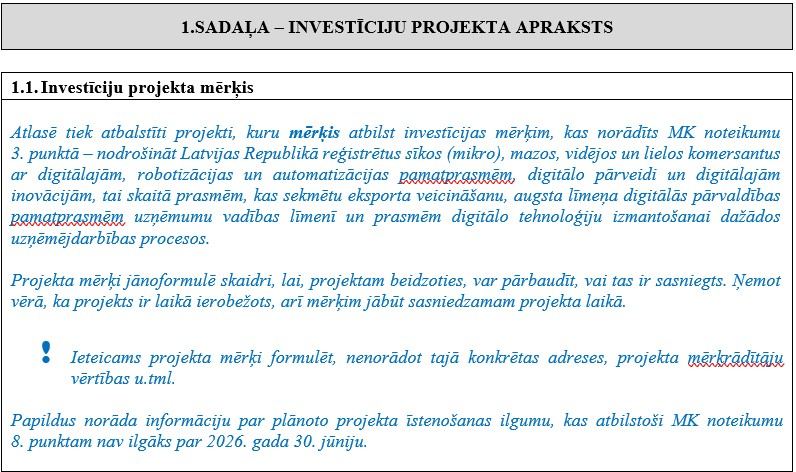 1.SADAĻA – INVESTĪCIJU PROJEKTA APRAKSTS
1.1. Investīciju projekta mērķis
Atlasē tiek atbalstīti projekti, kuru mērķis atbilst investīcijas mērķim, kas norādīts MK noteikumu
3. punktā – nodrošināt Latvijas Republikā reģistrētus sīkos (mikro), mazos, vidējos un lielos komersantus
ar digitālajām, robotizācijas un automatizācijas pamatprasmēm, digitālo pārveidi un digitālajām
inovācijām, tai skaitā prasmēm, kas sekmētu eksporta veicināšanu, augsta līmeņa digitālās pārvaldības
pamatprasmēm uzņēmumu vadības līmenī un prasmēm digitālo tehnoloģiju izmantošanai dažādos
uzņēmējdarbības procesos.
Projekta mērķi jānoformulē skaidri, lai, projektam beidzoties, var pārbaudīt, vai tas ir sasniegts. Ņemot
vērā, ka projekts ir laikā ierobežots, arī mērķim jābūt sasniedzamam projekta laikā.
! Ieteicams projekta mērķi formulēt, nenorādot tajā konkrētas adreses, projekta mērķrādītāju
vērtības u.tml.
Papildus norāda informāciju par plānoto projekta īstenošanas ilgumu, kas atbilstoši MK noteikumu
8. punktam nav ilgāks par 2026. gada 30. jūniju.